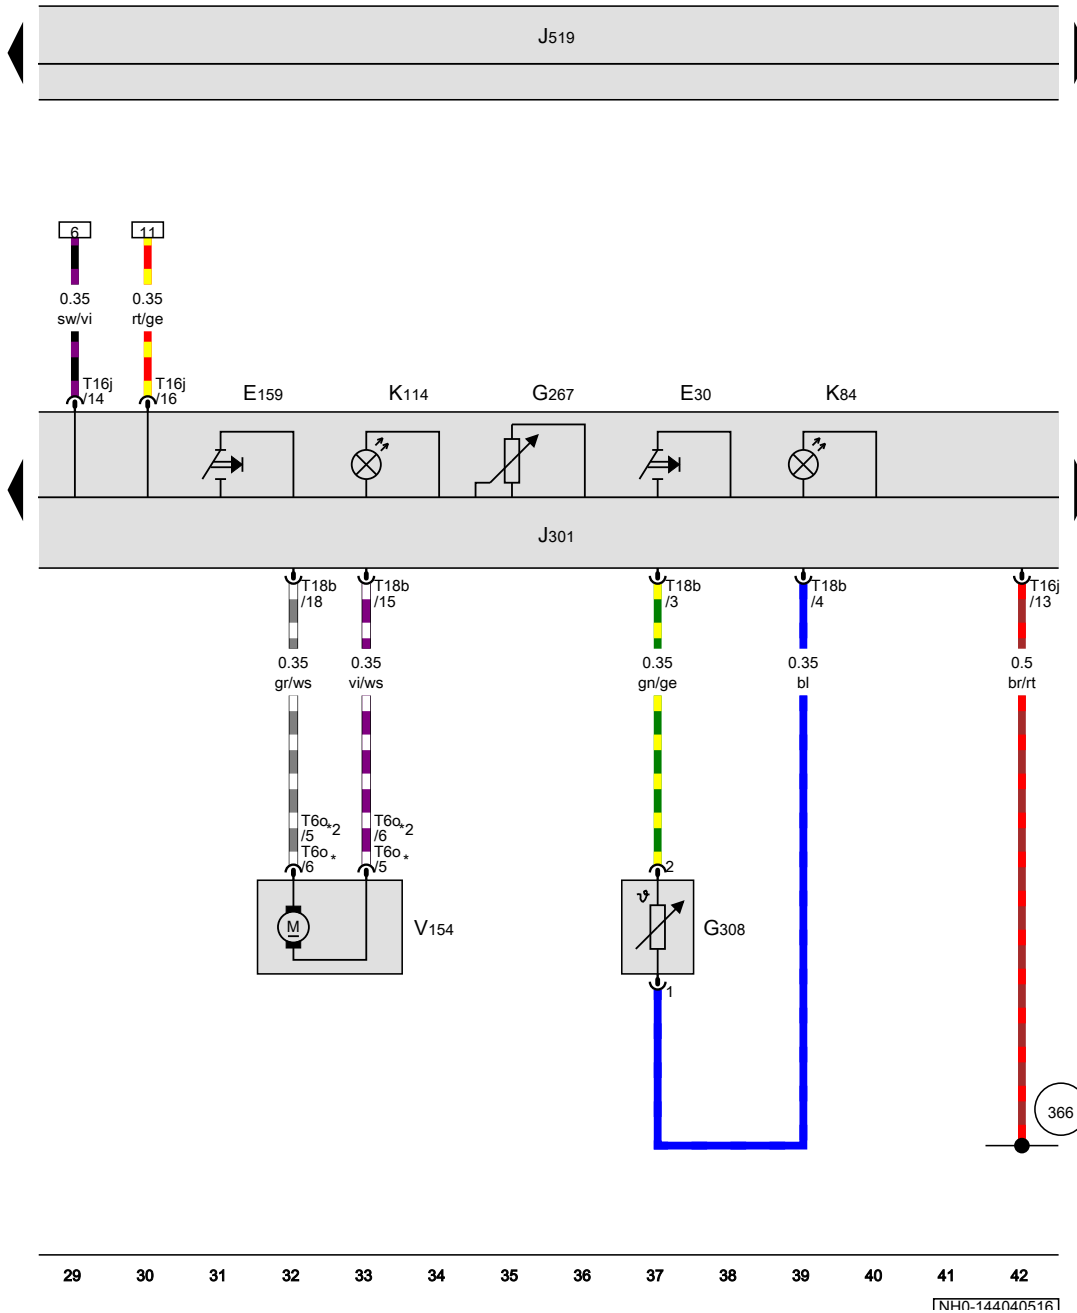 J519
6
11
0.35
sw/vi
0.35
rt/ge
T16j
/14
T16j
/16
E159
K114
G267
E30
K84
J301
T18b
/18
T18b
/15
T18b
/3
T18b
/4
T16j
/13
0.35
gr/ws
0.35
vi/ws
0.35
gn/ge
0.35
bl
0.5
br/rt
T6o *2
/5
T6o *
/6
T6o *2
/6
T6o *
/5
2
M
V154
ϑ
G308
1
366
29 30 31 32 33 34 35 36 37 38 39 40 41 42
NH0-144040516